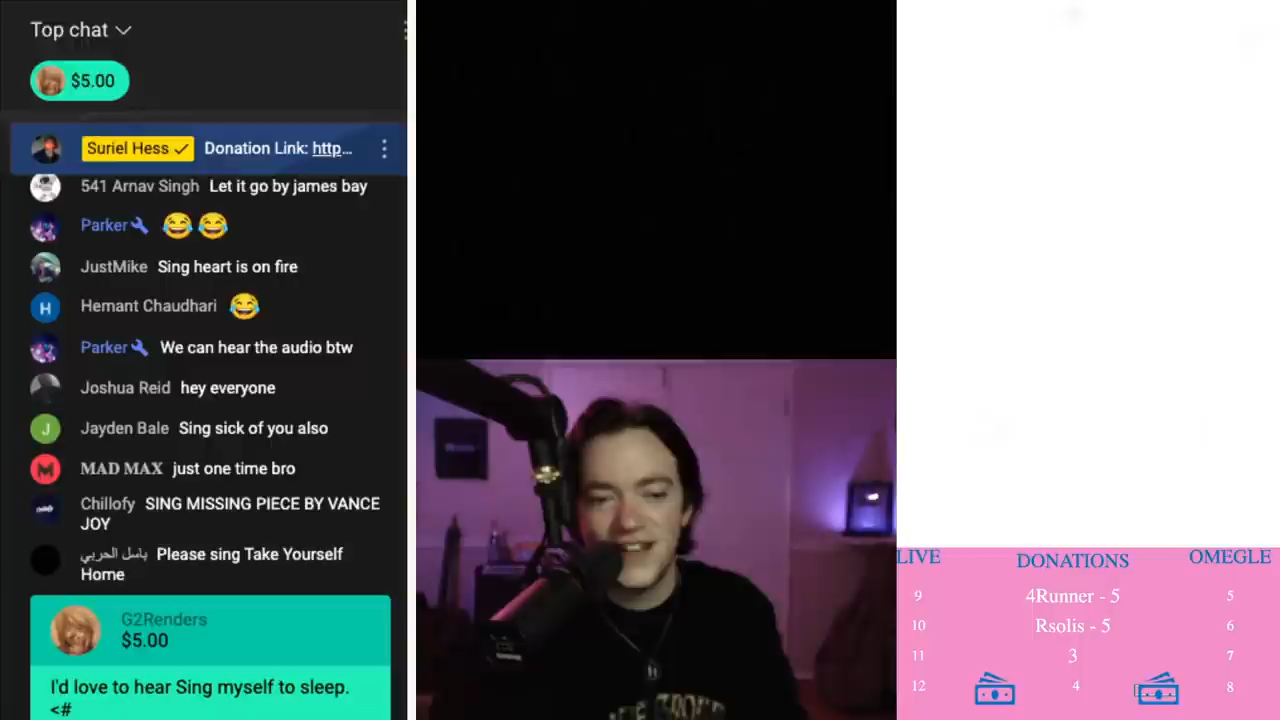 Top chat
$5.00
Suriel Hess Donation Link: http…
541 Arnav Singh Let it go by james bay
Parker 😂😂
JustMike Sing heart is on fire
H Hemant Chaudhari 😂
Parker We can hear the audio btw
Joshua Reid hey everyone
J Jayden Bale Sing sick of you also
M MAD MAX just one time bro
Chillofy SING MISSING PIECE BY VANCE
JOY
باسل الحربي Please sing Take Yourself
Home
G2Renders
$5.00
I'd love to hear Sing myself to sleep.
<#
LIVE DONATIONS OMEGLE
9 4Runner - 5 5
10 Rsolis - 5 6
11 3 7
12 4 8